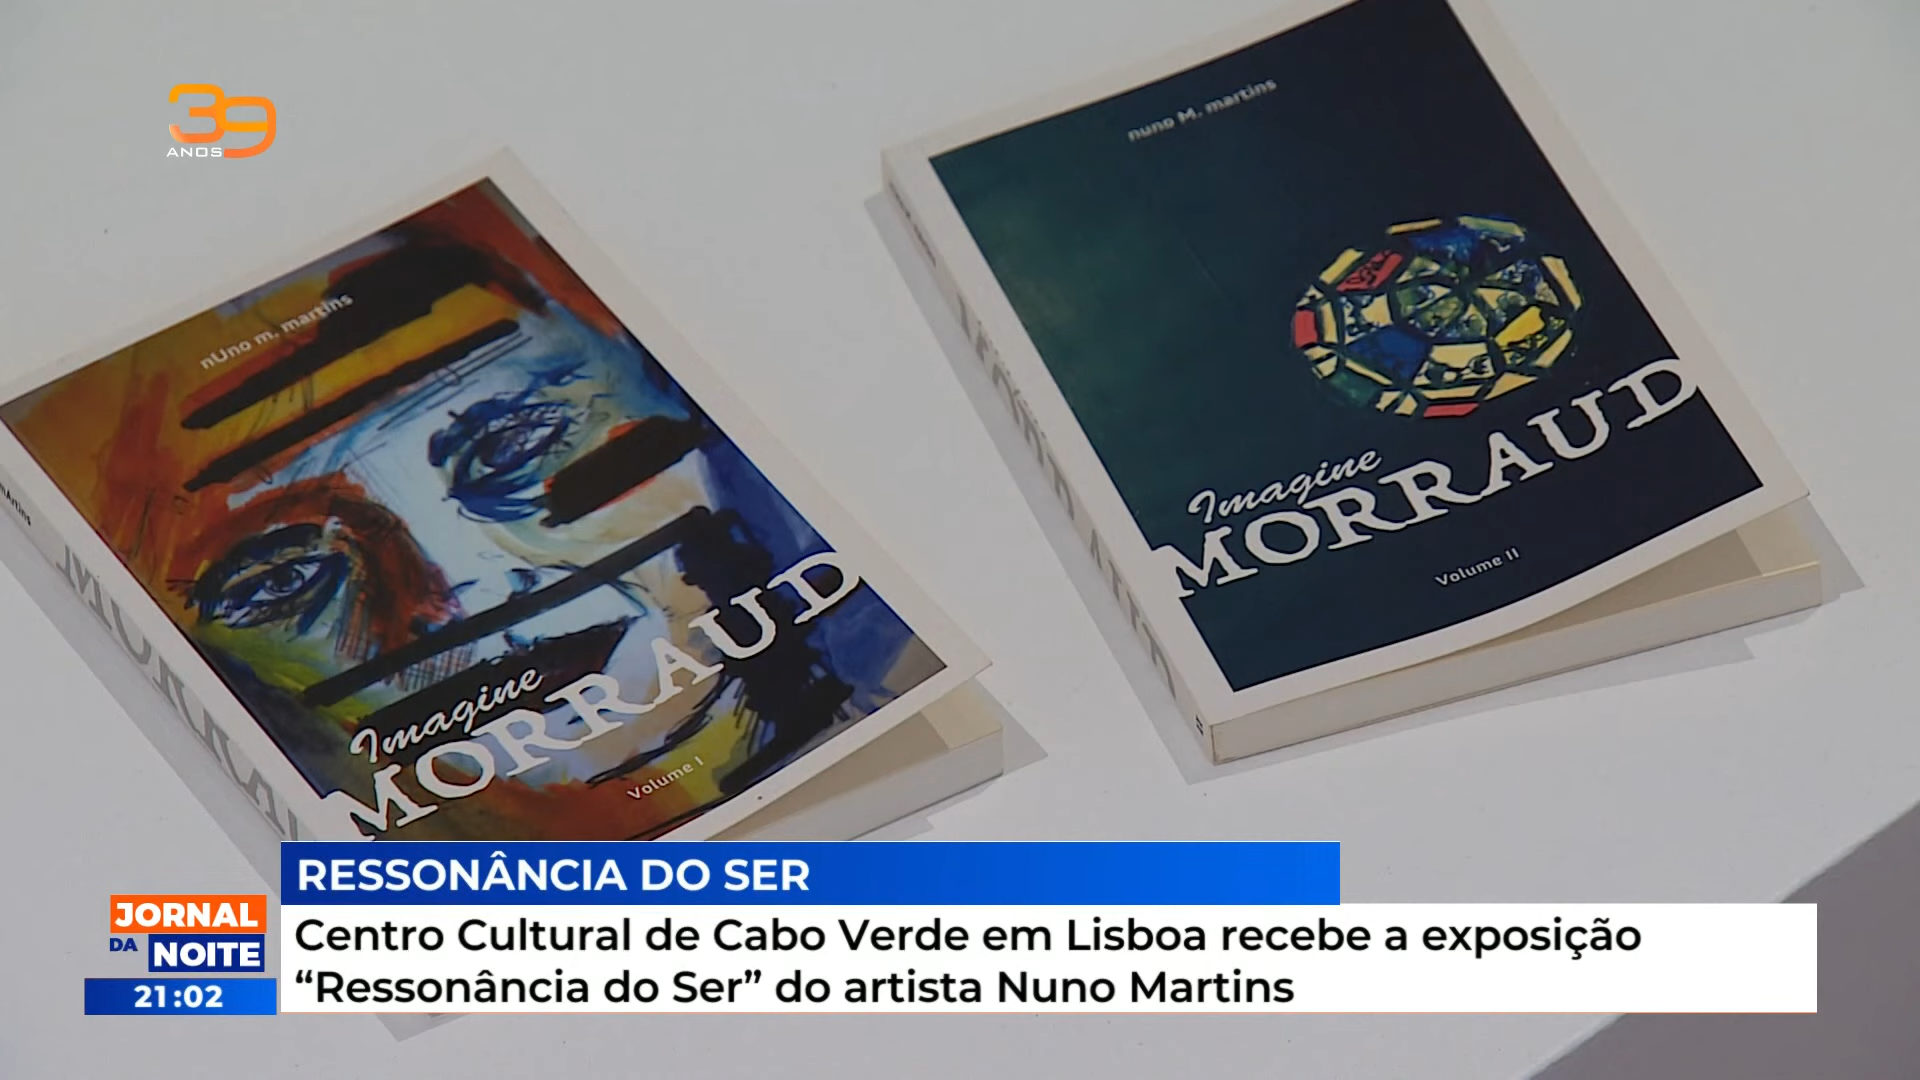 39
ANOS
nUno m. martins
Imagine
MORRAUD
Volume I
nuno M. martins
Imagine
MORRAUD
Volume II
RESSONÂNCIA DO SER
Centro Cultural de Cabo Verde em Lisboa recebe a exposição
“Ressonância do Ser” do artista Nuno Martins
JORNAL
DA NOITE
21:02